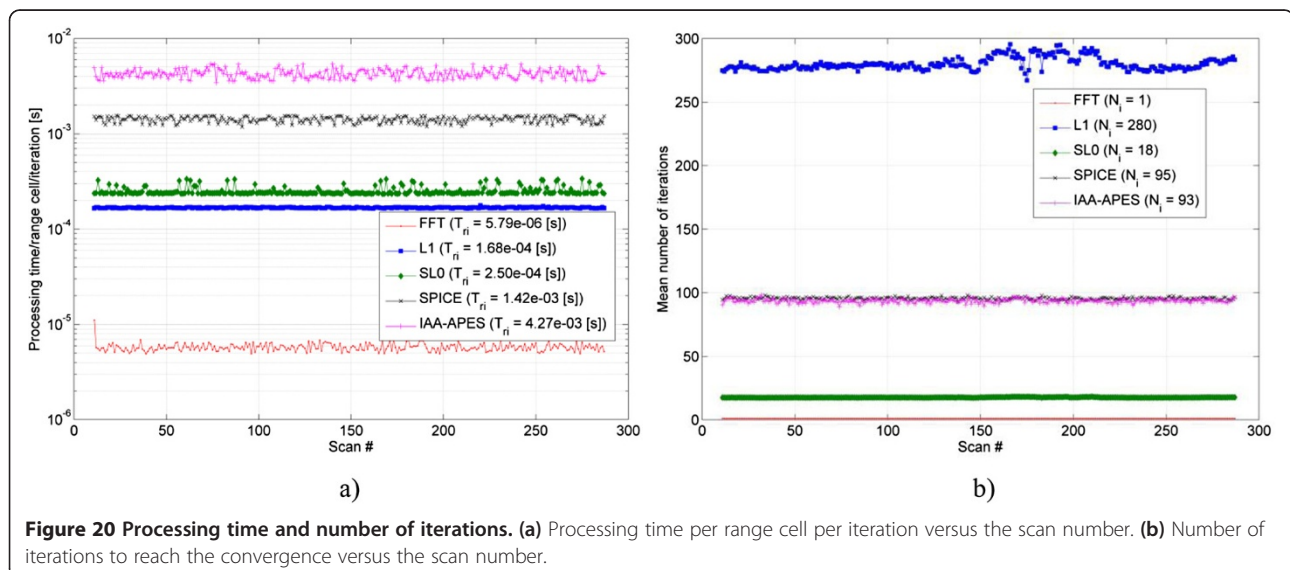 10^-2
10^-3
10^-4
10^-5
10^-6
Processing time/range cell/iteration [s]
FFT (T_ri = 5.79e-06 [s])
L1 (T_ri = 1.68e-04 [s])
SL0 (T_ri = 2.50e-04 [s])
SPICE (T_ri = 1.42e-03 [s])
IAA-APES (T_ri = 4.27e-03 [s])
0 50 100 150 200 250 300
Scan #
a)
300
250
200
150
100
50
0
Mean number of iterations
FFT (N_i = 1)
L1 (N_i = 280)
SL0 (N_i = 18)
SPICE (N_i = 95)
IAA-APES (N_i = 93)
0 50 100 150 200 250 300
Scan #
b)
Figure 20 Processing time and number of iterations. (a) Processing time per range cell per iteration versus the scan number. (b) Number of
iterations to reach the convergence versus the scan number.